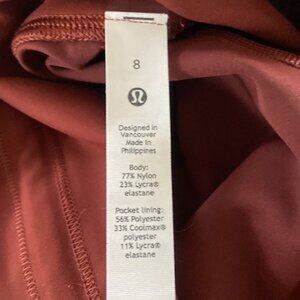 8
Designed in
Vancouver
Made in
Philippines
Body:
77% Nylon
23% Lycra®
elastane
Pocket lining:
56% Polyester
33% Coolmax®
polyester
11% Lycra®
elastane